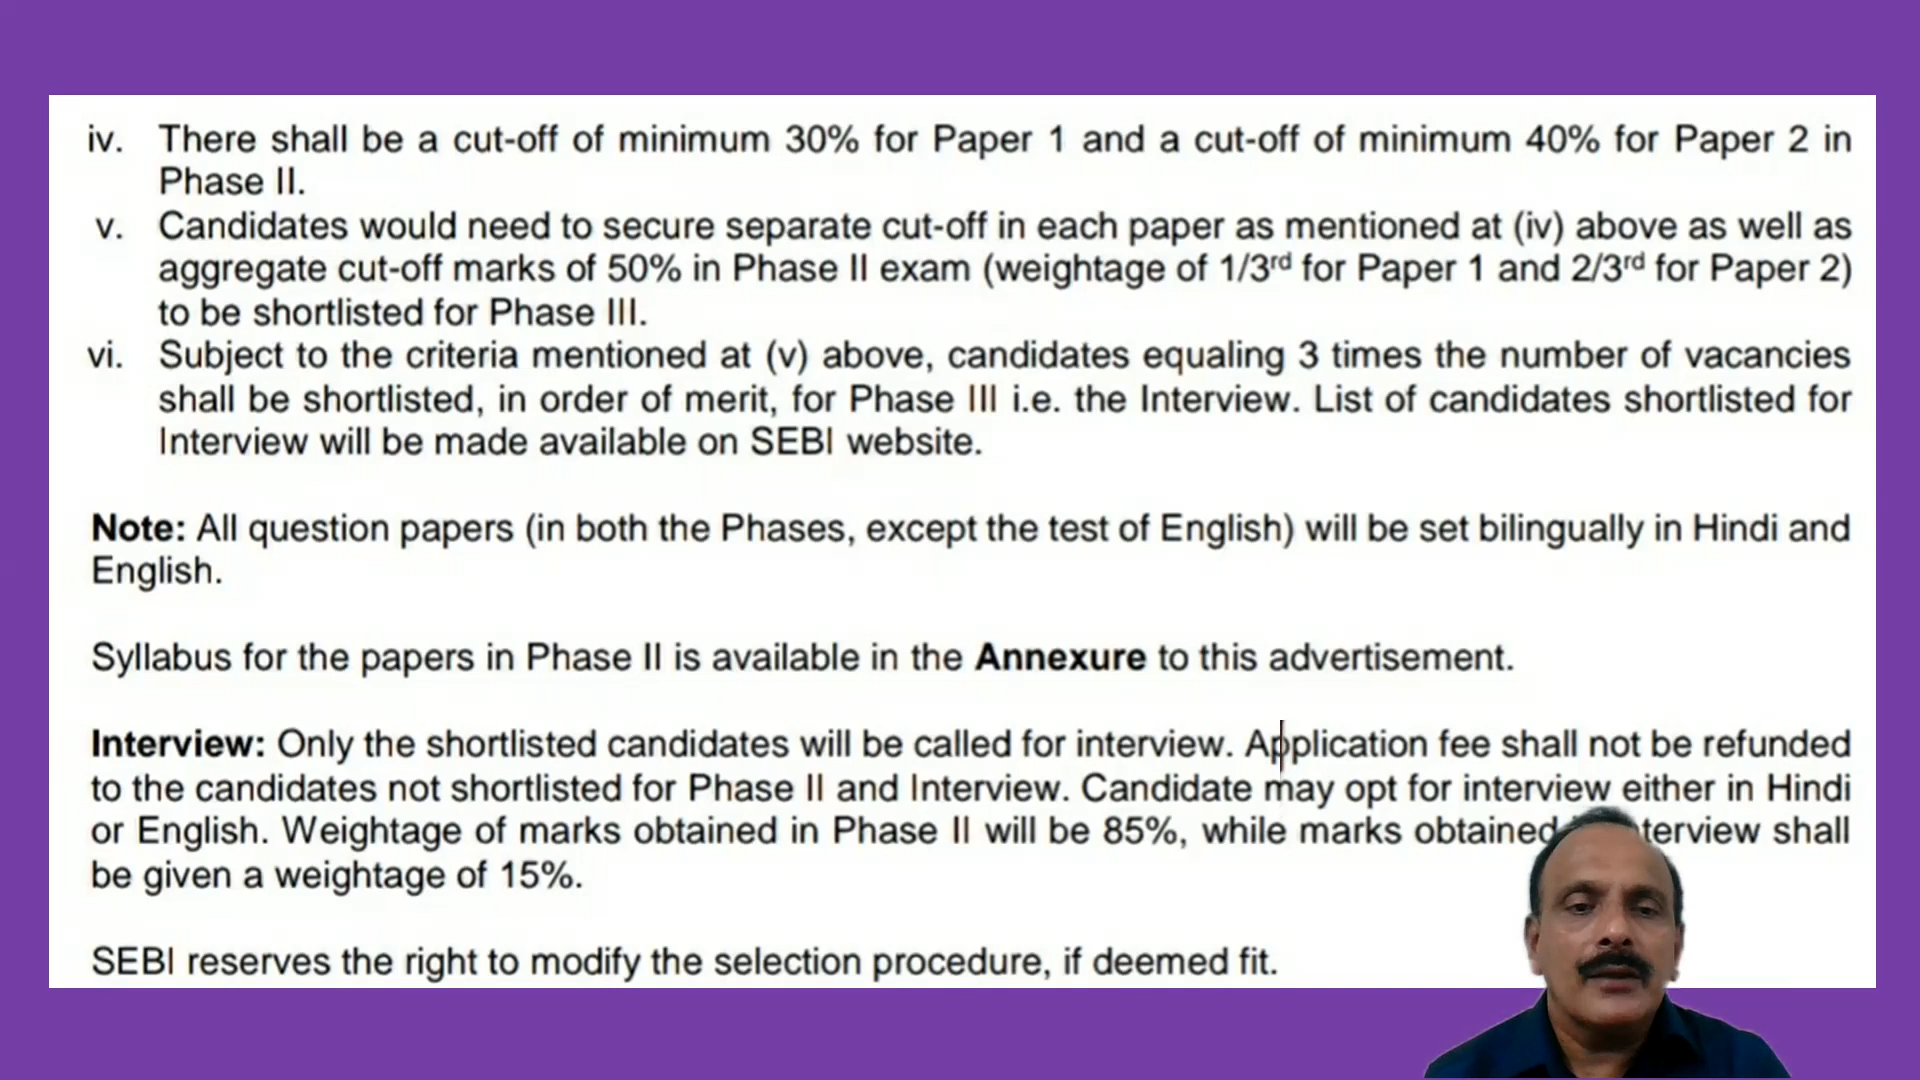 iv. There shall be a cut-off of minimum 30% for Paper 1 and a cut-off of minimum 40% for Paper 2 in
Phase II.
v. Candidates would need to secure separate cut-off in each paper as mentioned at (iv) above as well as
aggregate cut-off marks of 50% in Phase II exam (weightage of 1/3rd for Paper 1 and 2/3rd for Paper 2)
to be shortlisted for Phase III.
vi. Subject to the criteria mentioned at (v) above, candidates equaling 3 times the number of vacancies
shall be shortlisted, in order of merit, for Phase III i.e. the Interview. List of candidates shortlisted for
Interview will be made available on SEBI website.
Note: All question papers (in both the Phases, except the test of English) will be set bilingually in Hindi and
English.
Syllabus for the papers in Phase II is available in the Annexure to this advertisement.
Interview: Only the shortlisted candidates will be called for interview. Application fee shall not be refunded
to the candidates not shortlisted for Phase II and Interview. Candidate may opt for interview either in Hindi
or English. Weightage of marks obtained in Phase II will be 85%, while marks obtained terview shall
be given a weightage of 15%.
SEBI reserves the right to modify the selection procedure, if deemed fit.